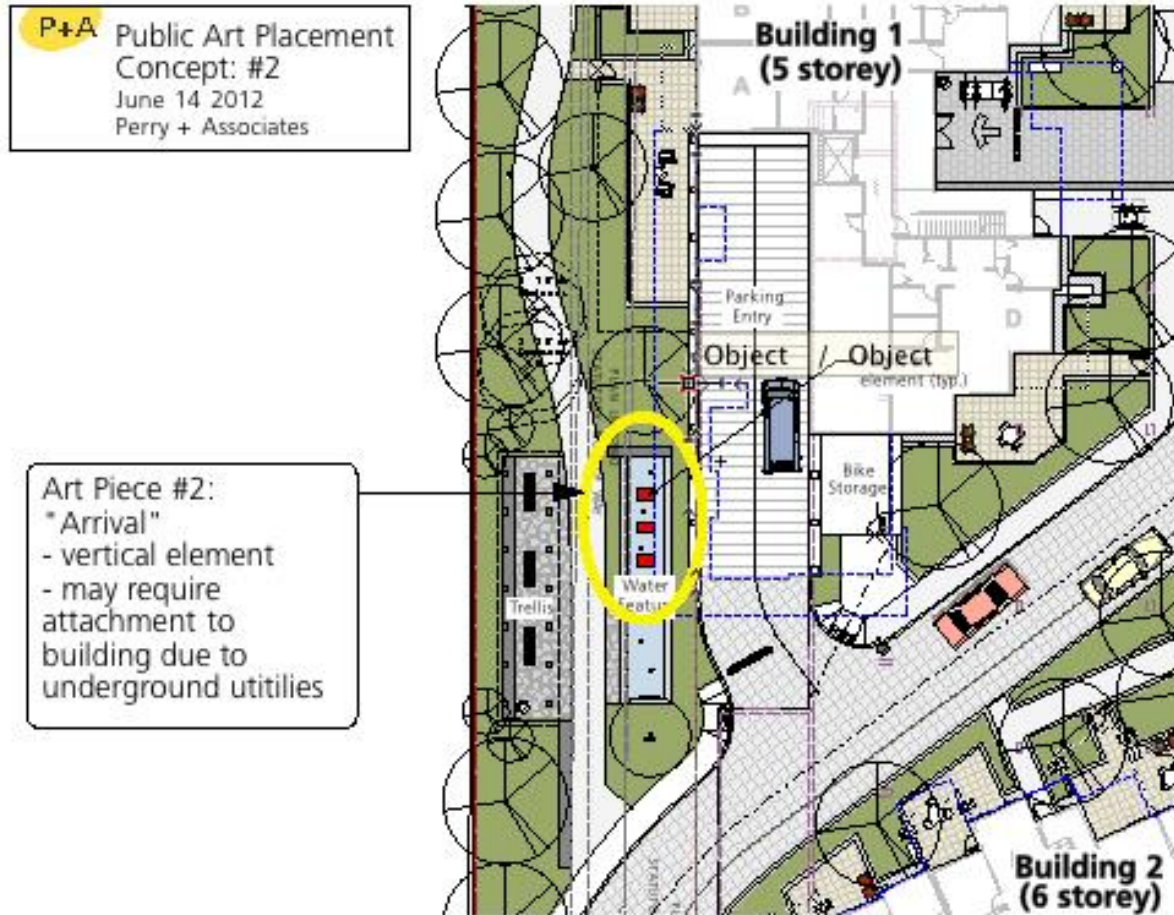 P+A Public Art Placement
Concept: #2
June 14 2012
Perry + Associates
Building 1
(5 storey)
B
A
Parking
Entry
D
Object / Object
element (typ.)
Art Piece #2:
"Arrival"
- vertical element
- may require
attachment to
building due to
underground utitilies
Bike
Storage
Trellis
Water
Featur
Building 2
(6 storey)